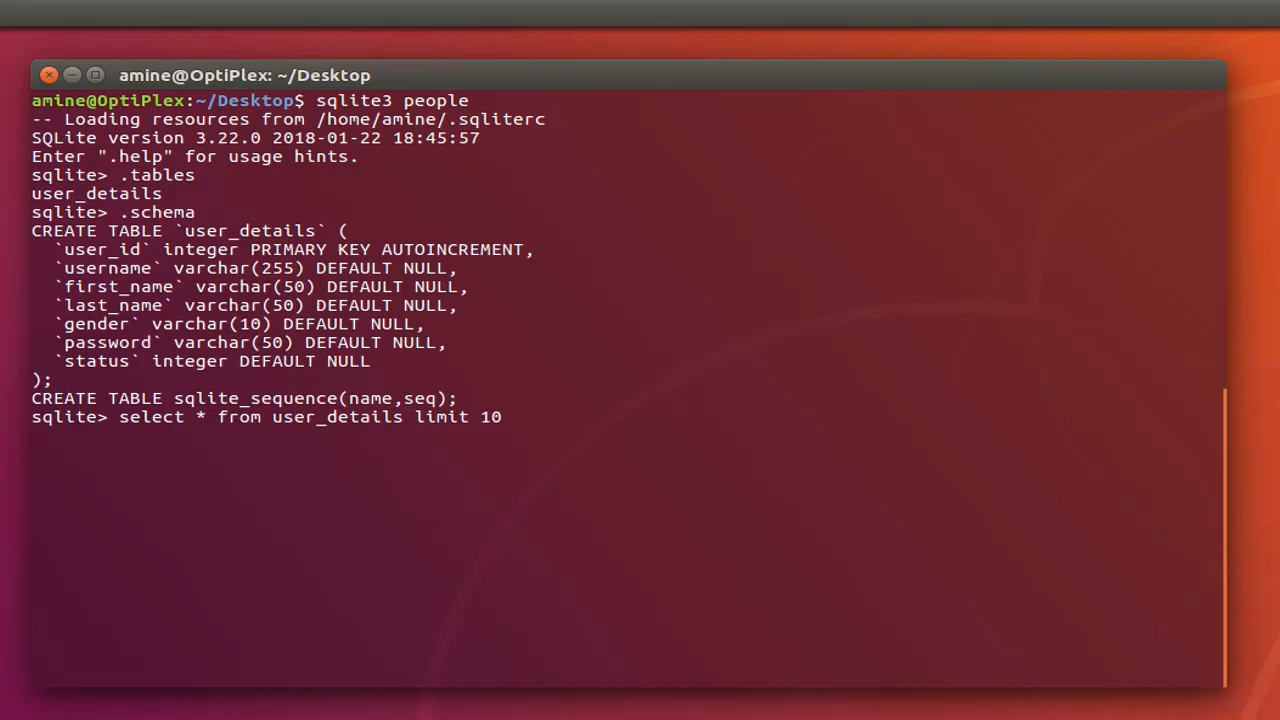 amine@OptiPlex: ~/Desktop
amine@OptiPlex:~/Desktop$ sqlite3 people
-- Loading resources from /home/amine/.sqliterc
SQLite version 3.22.0 2018-01-22 18:45:57
Enter ".help" for usage hints.
sqlite> .tables
user_details
sqlite> .schema
CREATE TABLE `user_details` (
  `user_id` integer PRIMARY KEY AUTOINCREMENT,
  `username` varchar(255) DEFAULT NULL,
  `first_name` varchar(50) DEFAULT NULL,
  `last_name` varchar(50) DEFAULT NULL,
  `gender` varchar(10) DEFAULT NULL,
  `password` varchar(50) DEFAULT NULL,
  `status` integer DEFAULT NULL
);
CREATE TABLE sqlite_sequence(name,seq);
sqlite> select * from user_details limit 10